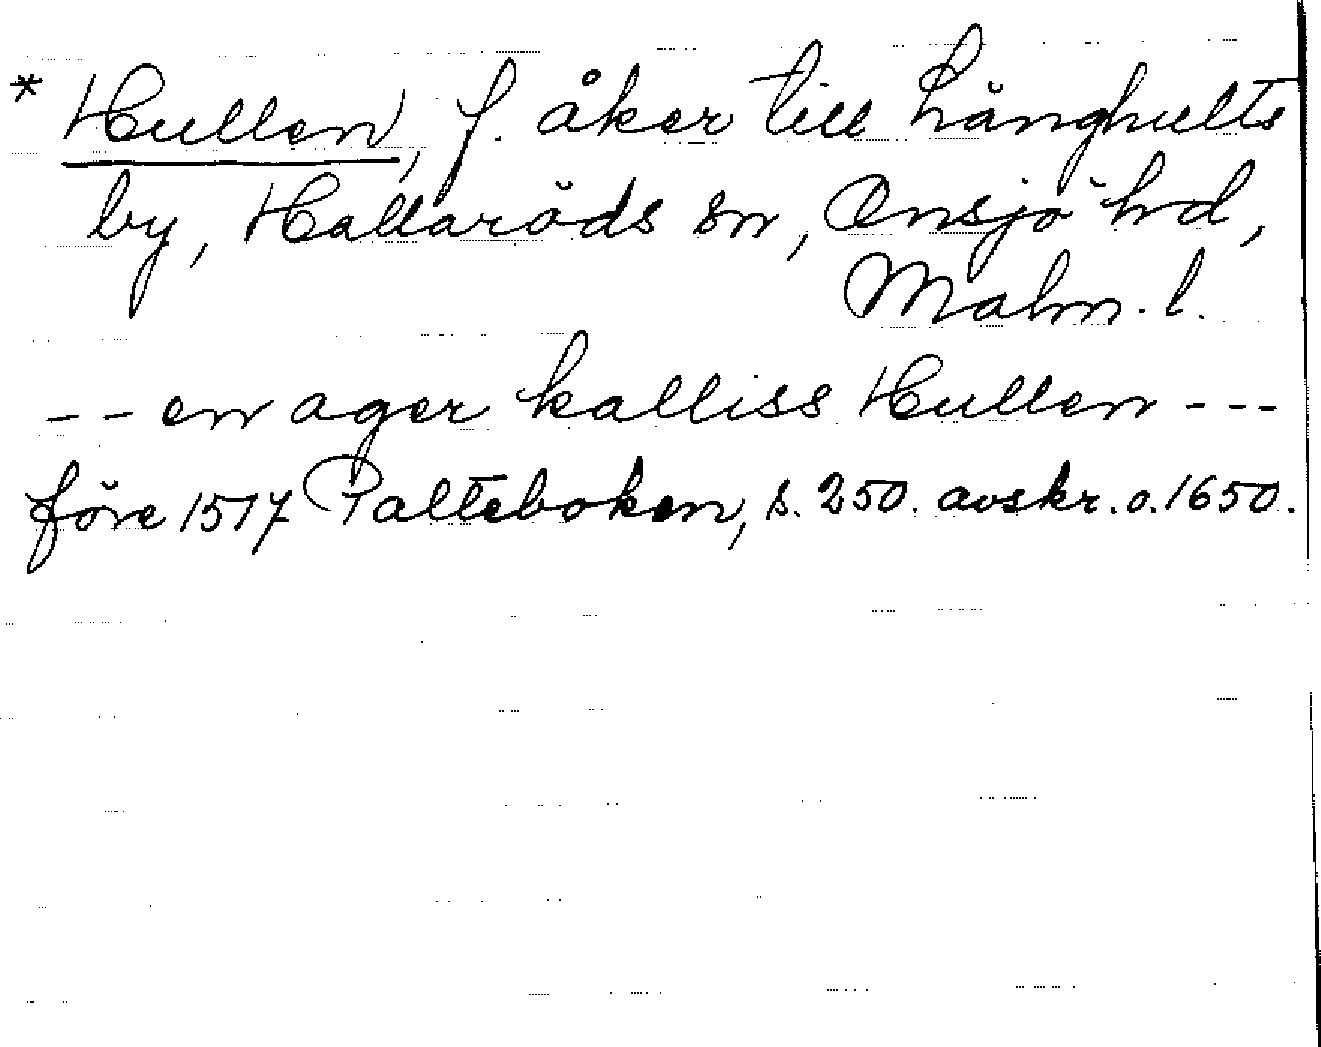 * Hullen, f. åker till Långhults
by, Hallaröds sn, Onsjö hd,
Malm. l.
- - en ager kalliss Hullen - - -
före 1517 Palteboken, s. 250. avskr. o. 1650.